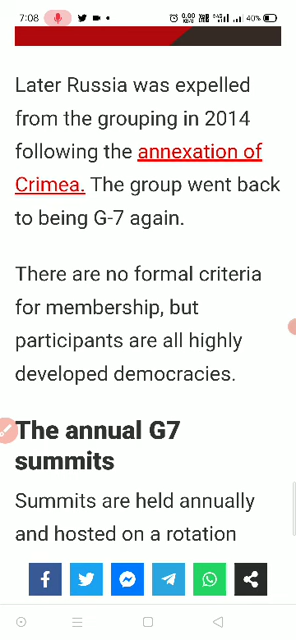 7:08
40%
Later Russia was expelled
from the grouping in 2014
following the annexation of
Crimea. The group went back
to being G-7 again.
There are no formal criteria
for membership, but
participants are all highly
developed democracies.
The annual G7
summits
Summits are held annually
and hosted on a rotation